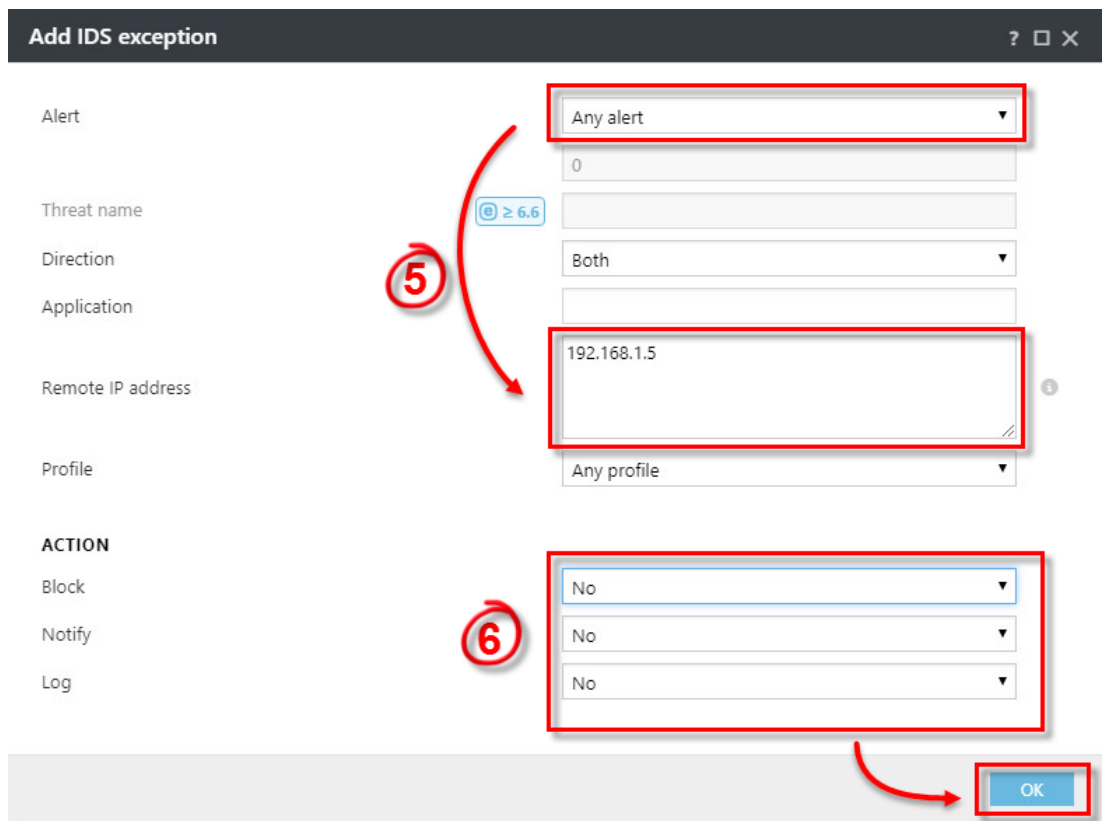 Add IDS exception ?
Alert Any alert
0
Threat name ≥ 6.6
Direction Both
5
Application
192.168.1.5
Remote IP address
Profile Any profile
ACTION
Block No
6
Notify No
Log No
OK